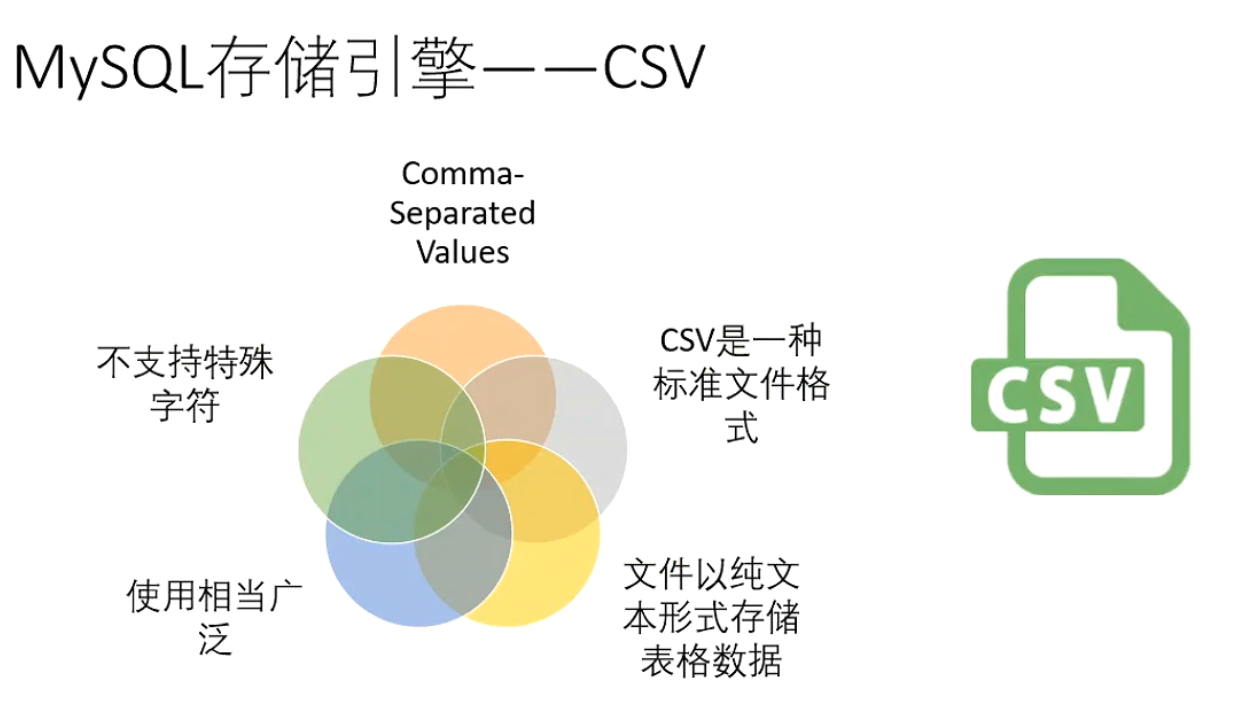 MySQL存储引擎——CSV
Comma-
Separated
Values
CSV是一种
标准文件格
式
不支持特殊
字符
CSV
文件以纯文
本形式存储
表格数据
使用相当广
泛